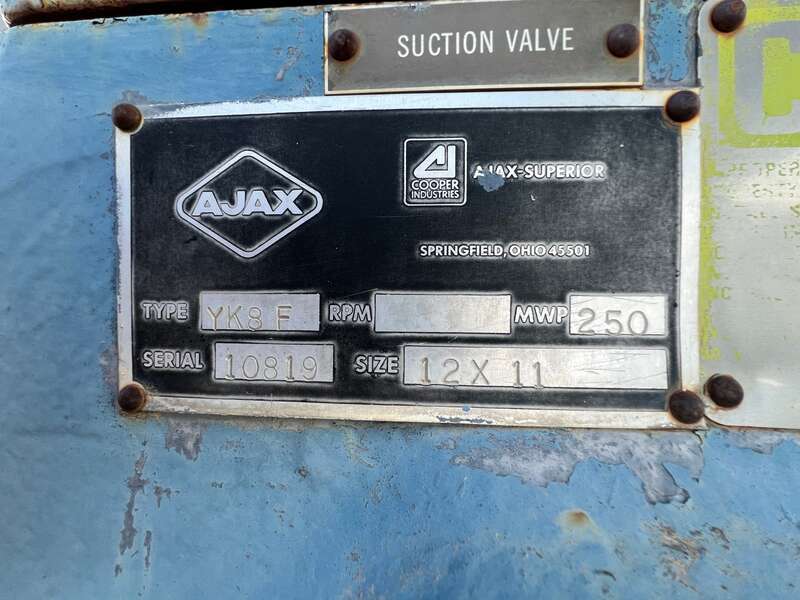 SUCTION VALVE
AJAX
COOPER
INDUSTRIES
AJAX-SUPERIOR
SPRINGFIELD, OHIO 45501
TYPE YK8 F RPM MWP 250
SERIAL 10819 SIZE 12 X 11